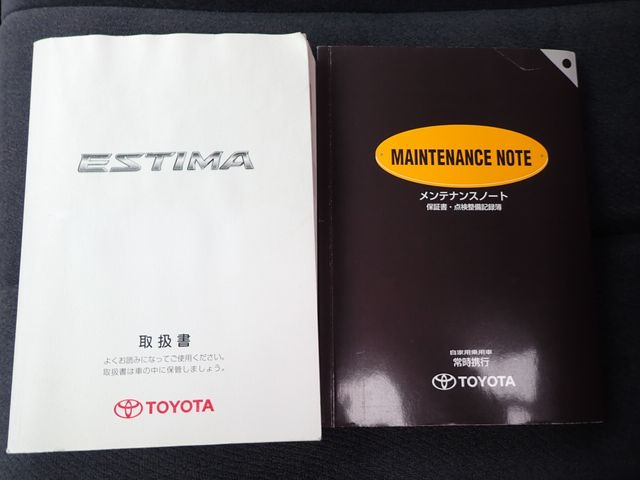 ESTIMA
取扱書
よくお読みになってご使用ください。
取扱書は車の中に保管しましょう。
TOYOTA
MAINTENANCE NOTE
メンテナンスノート
保証書・点検整備記録簿
自家用乗用車
常時携行
TOYOTA